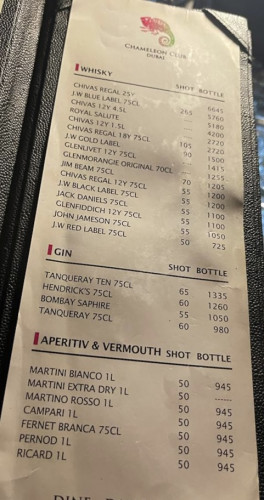 CHAMELEON CLUB
DUBAI
WHISKY SHOT BOTTLE
CHIVAS REGAL 25Y ---- 6645
J.W BLUE LABEL 75CL 265 5760
CHIVAS 12Y 4.5L ---- 5180
ROYAL SALUTE ---- 4200
CHIVAS 12Y 1.5L ---- 2720
CHIVAS REGAL 18Y 75CL 105 2720
J.W GOLD LABEL 90 1500
GLENLIVET 12Y 75CL ---- 1415
GLENMORANGIE ORIGINAL 70CL ---- 1255
JIM BEAM 75CL 70 1205
CHIVAS REGAL 12Y 75CL 55 1200
J.W BLACK LABEL 75CL 55 1200
JACK DANIELS 75CL 55 1100
GLENFIDDICH 12Y 75CL 55 1100
JOHN JAMESON 75CL 55 1050
J.W RED LABEL 75CL 50 725
GIN SHOT BOTTLE
TANQUERAY TEN 75CL 65 1335
HENDRICK'S 75CL 60 1260
BOMBAY SAPHIRE 55 1050
TANQUERAY 75CL 60 980
APERITIV & VERMOUTH SHOT BOTTLE
MARTINI BIANCO 1L 50 945
MARTINI EXTRA DRY 1L 50 ------
MARTINO ROSSO 1L 50 945
CAMPARI 1L 50 945
FERNET BRANCA 75CL 50 945
PERNOD 1L 50 945
RICARD 1L 50 945